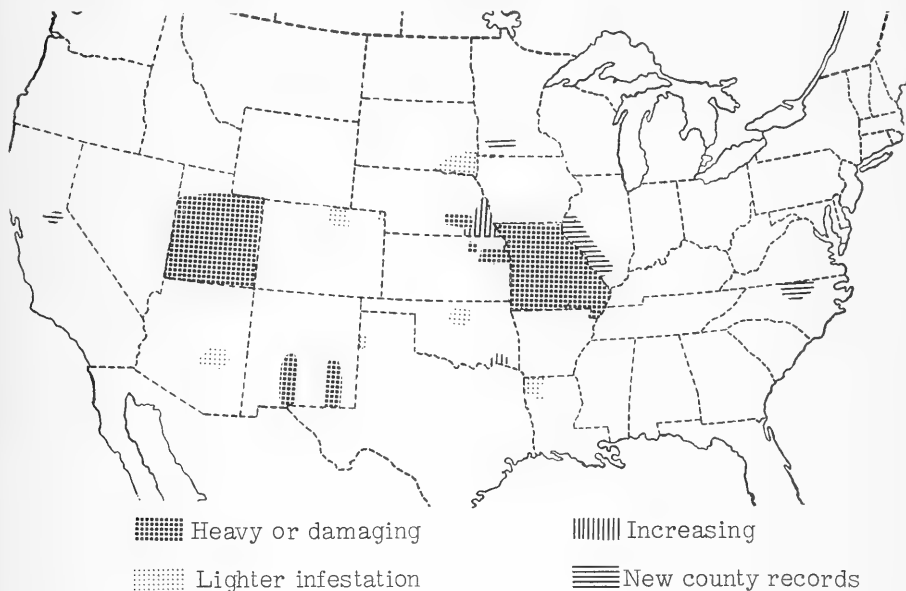 Heavy or damaging
Increasing
Lighter infestation
New county records